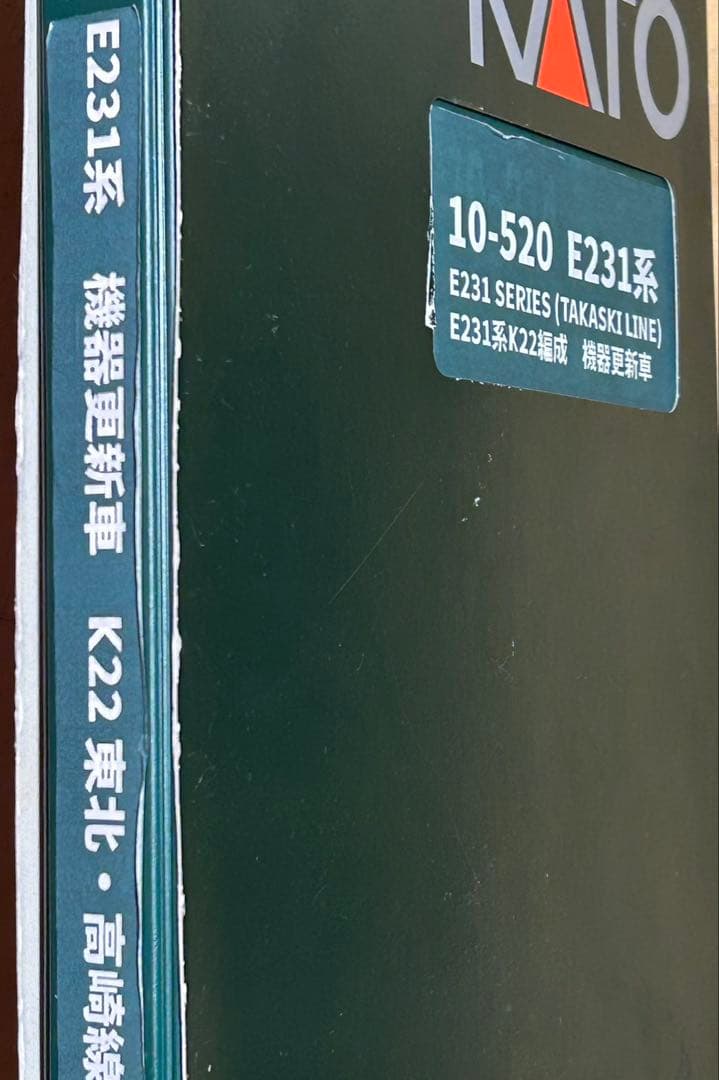 KATO
10-520 E231系
E231 SERIES (TAKASKI LINE)
E231系K22編成 機器更新車
E231系 機器更新車 K22 東北・高崎線